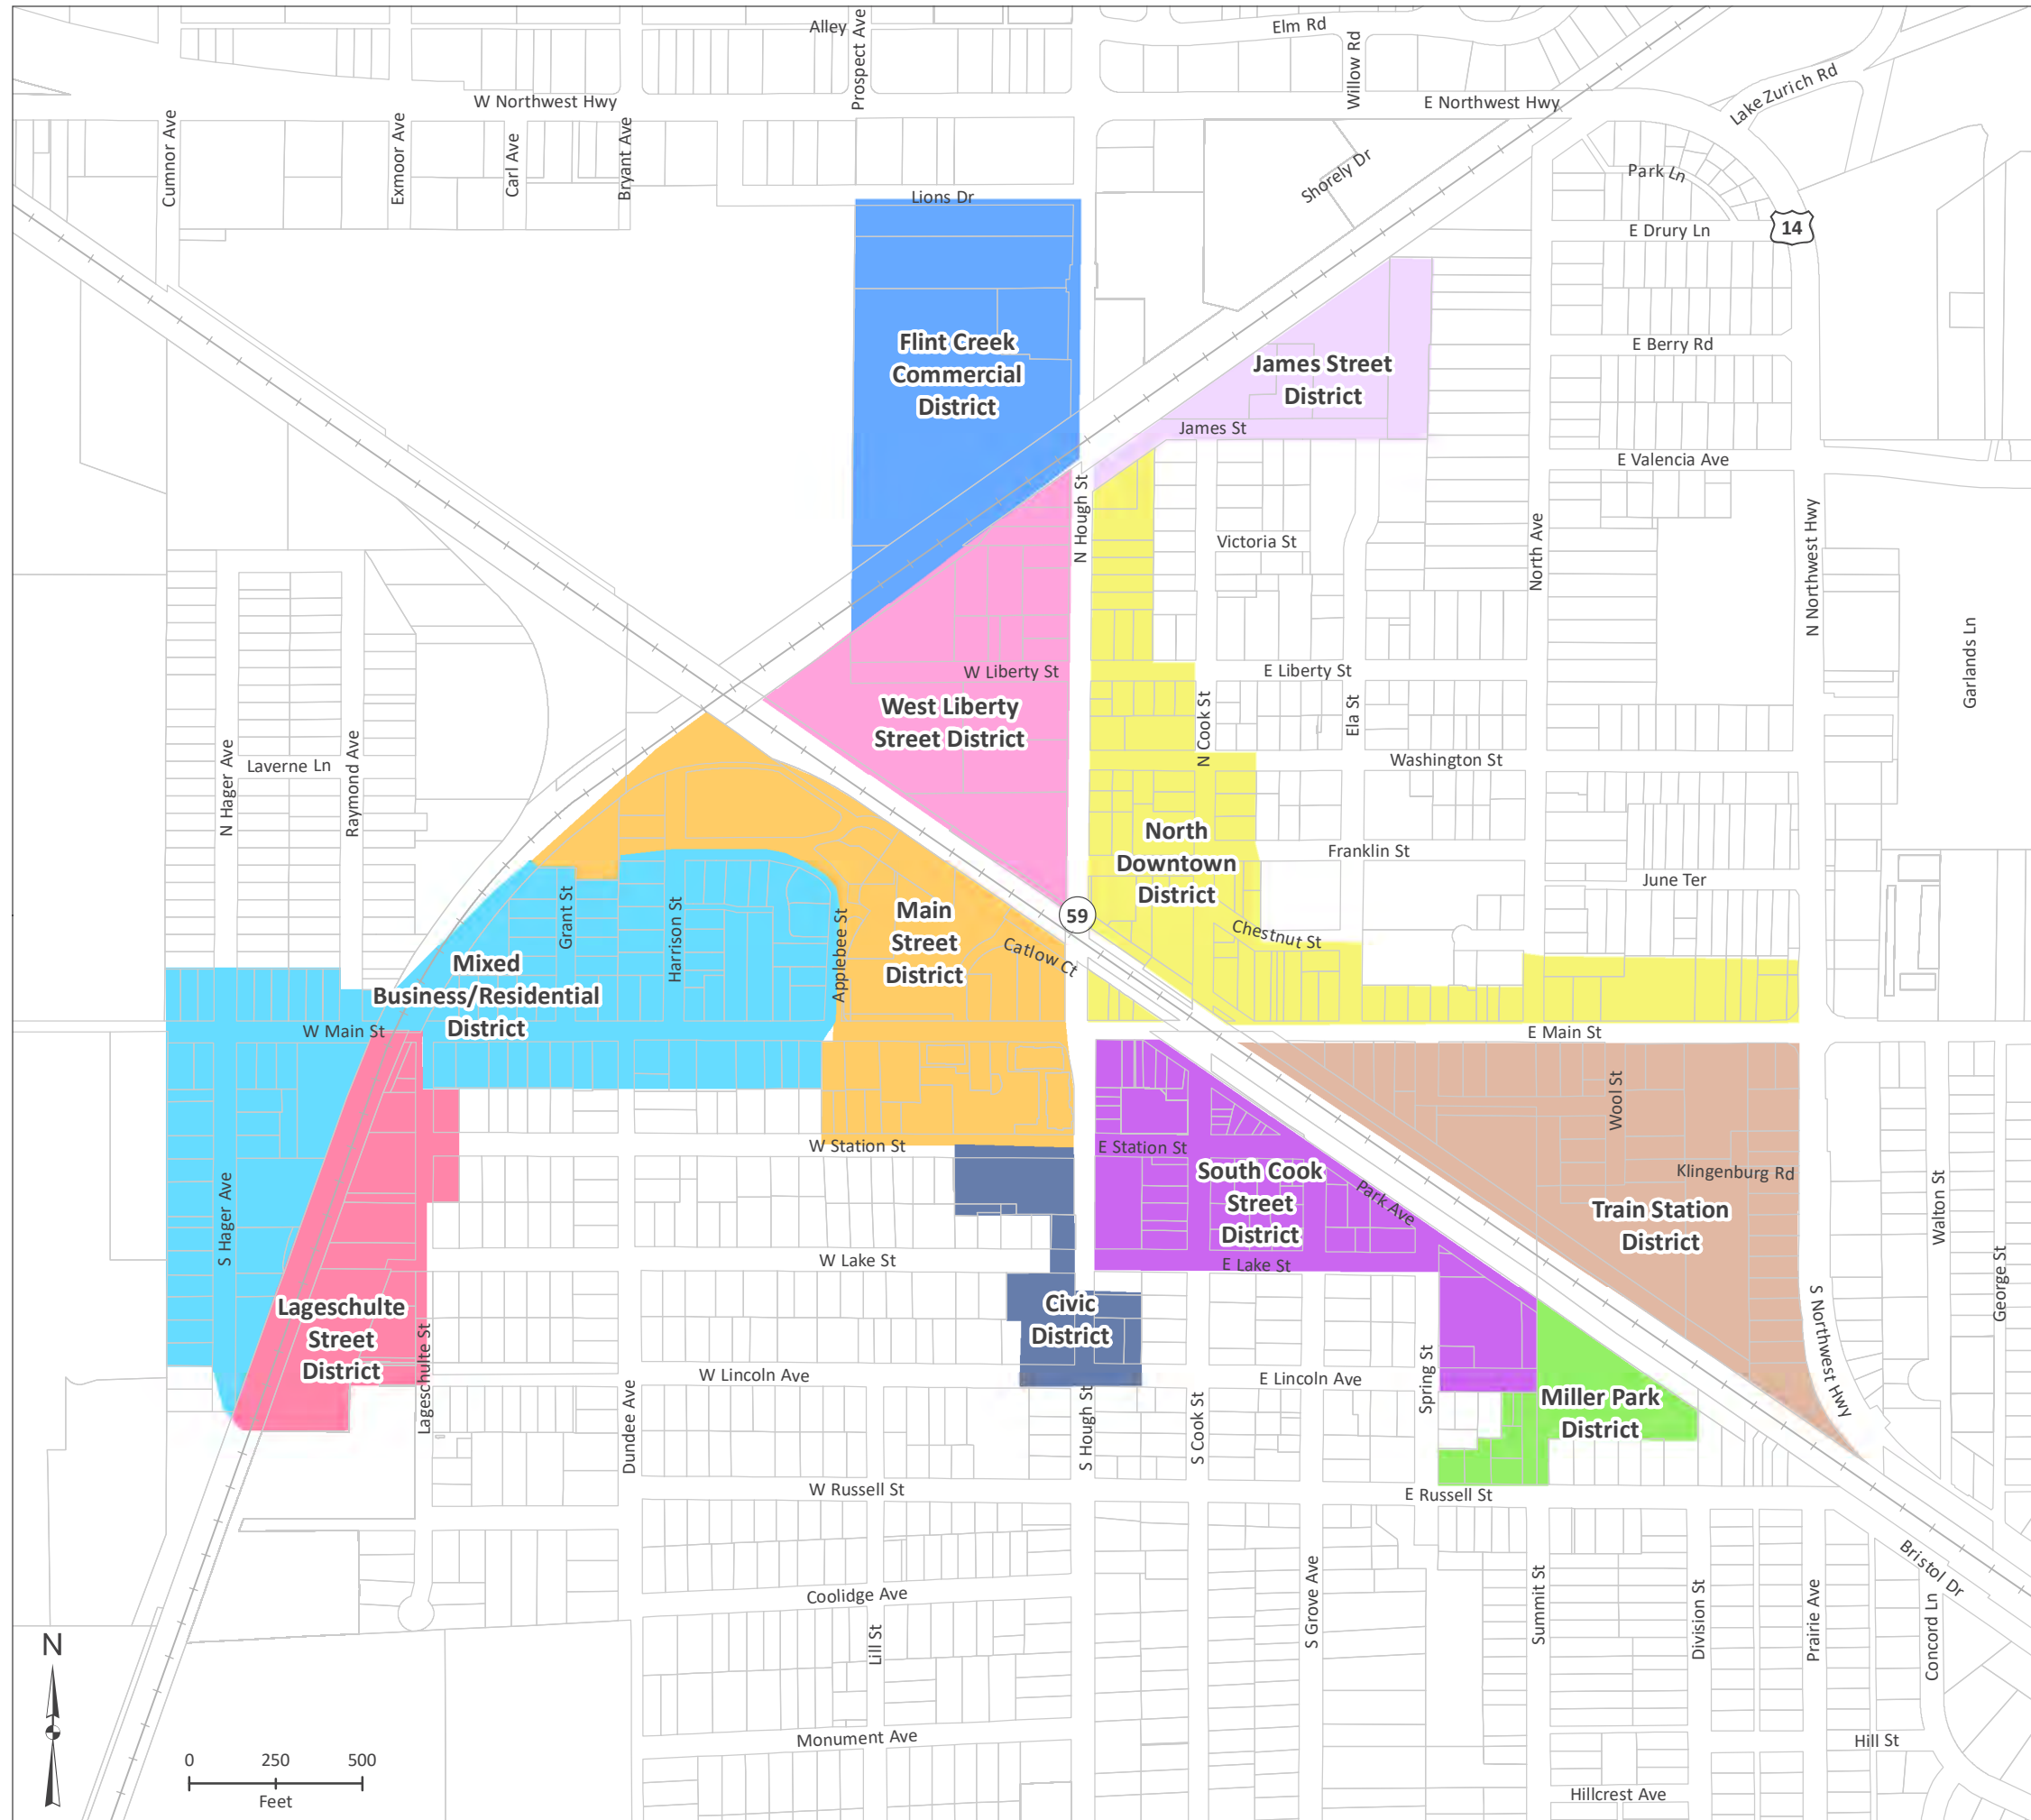 Alley
Prospect Ave
Elm Rd
Willow Rd
W Northwest Hwy
E Northwest Hwy
Lake Zurich Rd
Cumnor Ave
Exmoor Ave
Carl Ave
Bryant Ave
Shorely Dr
Park Ln
Lions Dr
E Drury Ln
14
Flint Creek
Commercial
District
James Street
District
E Berry Rd
James St
E Valencia Ave
N Hough St
Victoria St
North Ave
N Northwest Hwy
Garlands Ln
W Liberty St
E Liberty St
West Liberty
Street District
N Cook St
Ela St
Washington St
N Hager Ave
Laverne Ln
Raymond Ave
North
Downtown
District
Franklin St
June Ter
Grant St
Harrison St
Applebee St
Main
Street
District
Catlow Ct
59
Chestnut St
Mixed
Business/Residential
District
W Main St
E Main St
Wool St
W Station St
E Station St
South Cook
Street
District
Park Ave
Klingenburg Rd
Train Station
District
S Hager Ave
Walton St
George St
W Lake St
E Lake St
Lageschulte
Street
District
Lageschulte St
Civic
District
S Northwest Hwy
W Lincoln Ave
E Lincoln Ave
Spring St
Miller Park
District
Dundee Ave
S Hough St
S Cook St
W Russell St
E Russell St
Bristol Dr
Coolidge Ave
S Grove Ave
Summit St
Division St
Prairie Ave
Concord Ln
Lill St
N
Monument Ave
Hill St
0 250 500
Feet
Hillcrest Ave